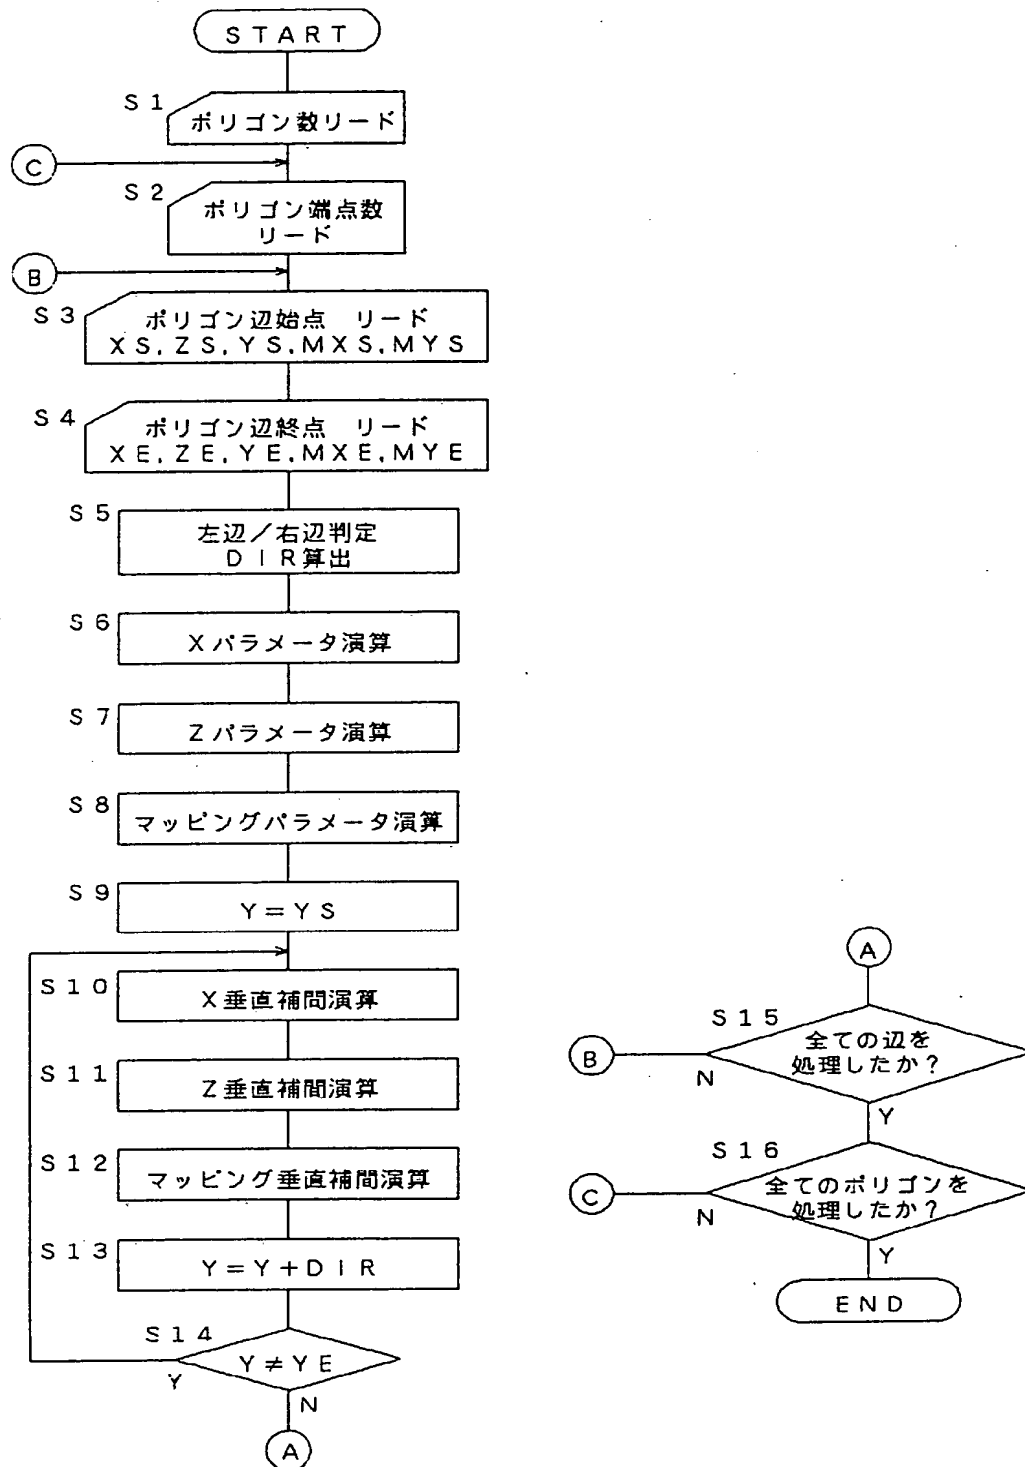 START
S1
ポリゴン数リード
C
S2
ポリゴン端点数
リード
B
S3
ポリゴン辺始点 リード
XS,ZS,YS,MXS,MYS
S4
ポリゴン辺終点 リード
XE,ZE,YE,MXE,MYE
S5
左辺/右辺判定
DIR算出
S6
Xパラメータ演算
S7
Zパラメータ演算
S8
マッピングパラメータ演算
S9
Y=YS
S10
X垂直補間演算
S11
Z垂直補間演算
S12
マッピング垂直補間演算
S13
Y=Y+DIR
S14
Y≠YE
Y
N
A
A
S15
全ての辺を
処理したか?
B
N
Y
S16
全てのポリゴンを
処理したか?
C
N
Y
END